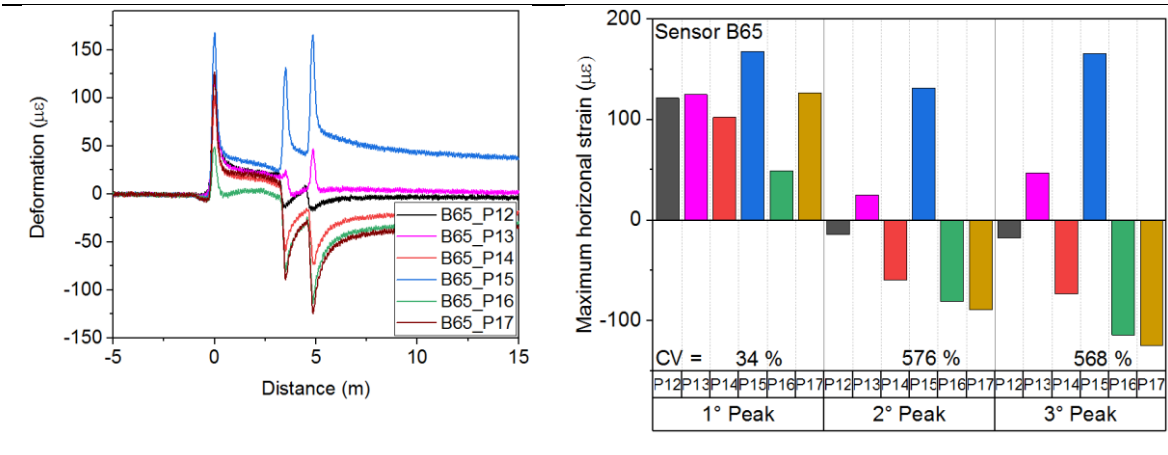 150
100
50
0
-50
-100
-150
-5
0
5
10
15
Deformation (με)
Distance (m)
B65_P12
B65_P13
B65_P14
B65_P15
B65_P16
B65_P17
200
100
0
-100
Maximum horizonal strain (με)
Sensor B65
CV = 34 % 576 % 568 %
P12 P13 P14 P15 P16 P17 P12 P13 P14 P15 P16 P17 P12 P13 P14 P15 P16 P17
1° Peak 2° Peak 3° Peak